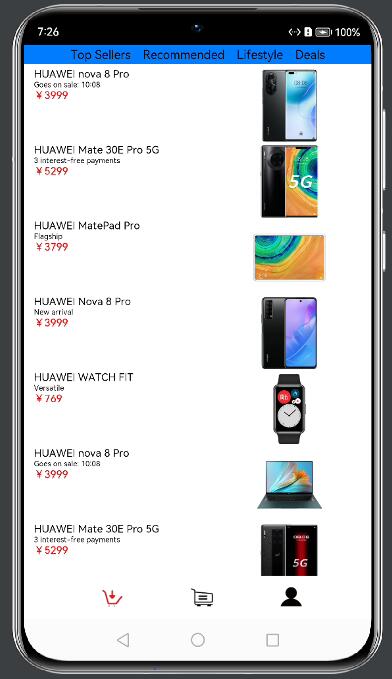 7:26
100%
Top Sellers Recommended Lifestyle Deals
HUAWEI nova 8 Pro
Goes on sale: 10:08
￥3999
HUAWEI Mate 30E Pro 5G
3 interest-free payments
￥5299
5G
HUAWEI MatePad Pro
Flagship
￥3799
HUAWEI Nova 8 Pro
New arrival
￥3999
HUAWEI WATCH FIT
Versatile
￥769
HUAWEI nova 8 Pro
Goes on sale: 10:08
￥3999
HUAWEI Mate 30E Pro 5G
3 interest-free payments
￥5299
5G